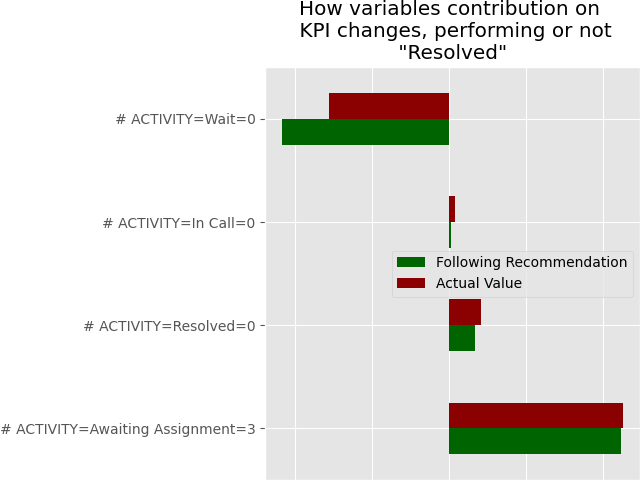 How variables contribution on
KPI changes, performing or not
"Resolved"
# ACTIVITY=Wait=0
# ACTIVITY=In Call=0
Following Recommendation
Actual Value
# ACTIVITY=Resolved=0
# ACTIVITY=Awaiting Assignment=3